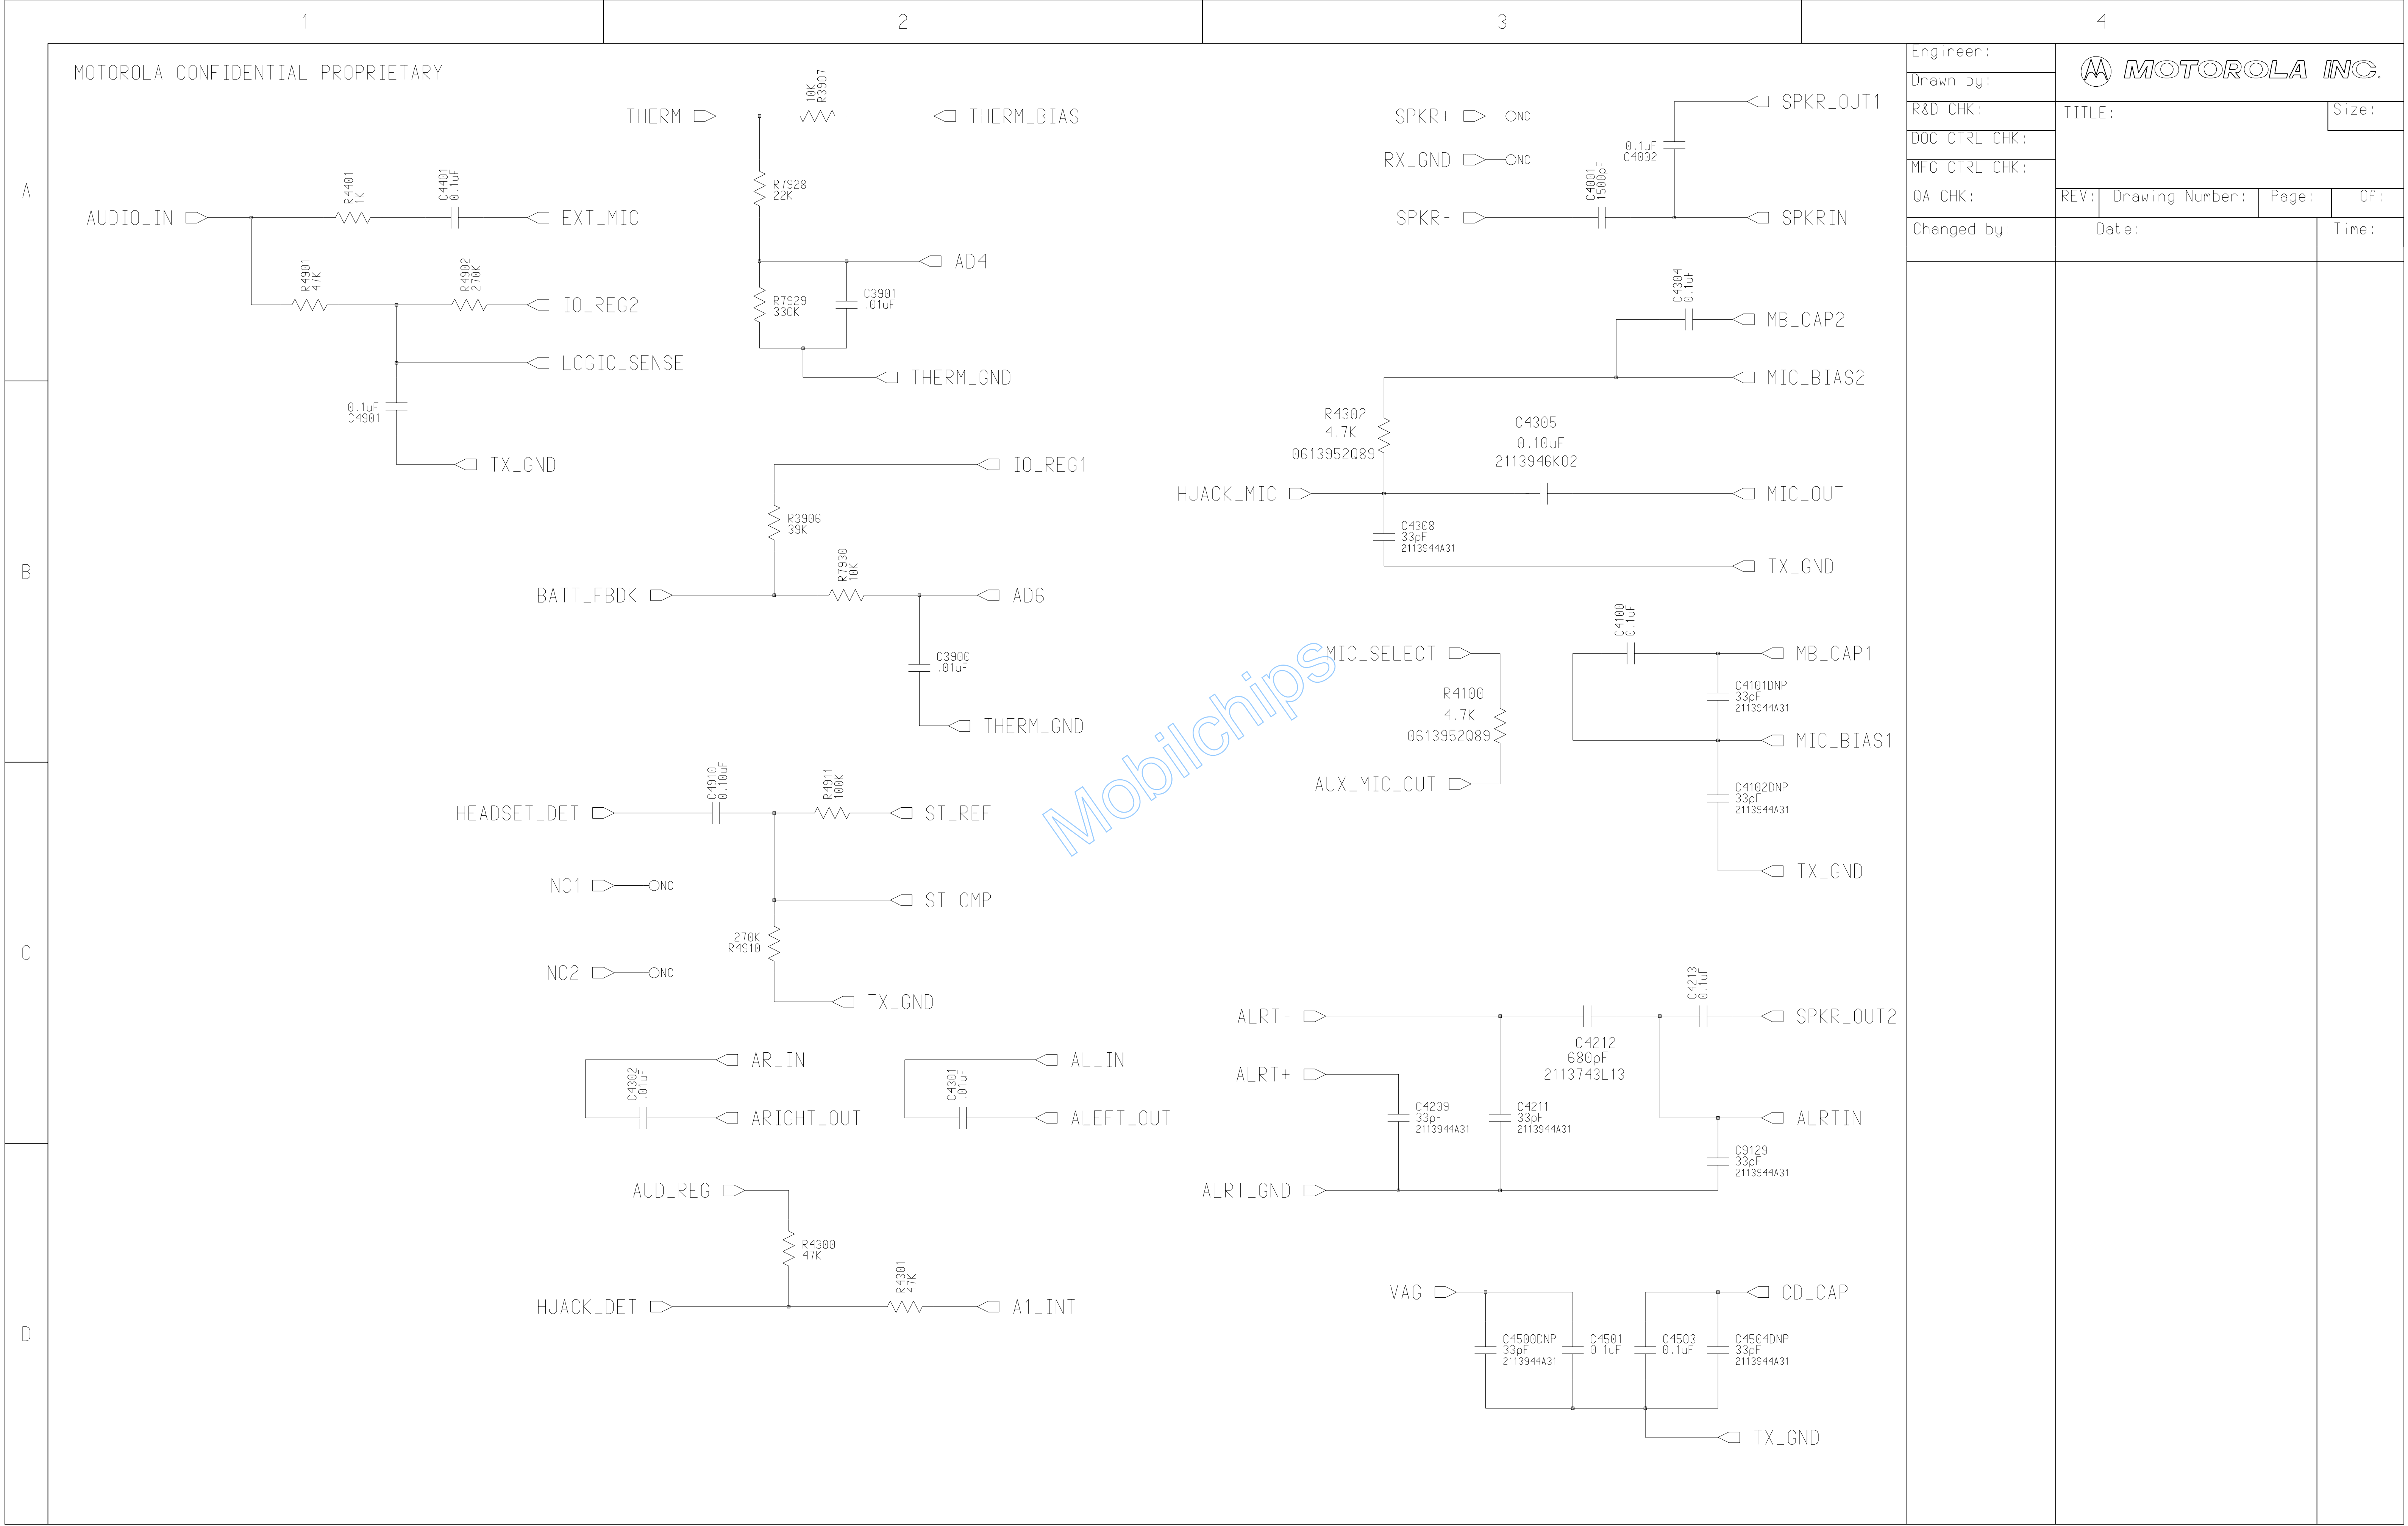 1
2
3
4
A
B
C
D
MOTOROLA CONFIDENTIAL PROPRIETARY
Engineer:
Drawn by:
R&D CHK:
DOC CTRL CHK:
MFG CTRL CHK:
QA CHK:
Changed by:
MOTOROLA INC.
TITLE:
Size:
REV:
Drawing Number:
Page:
Of:
Date:
Time:
AUDIO_IN
R4401
1K
C4401
0.1uF
EXT_MIC
R4901
47K
R4902
270K
IO_REG2
LOGIC_SENSE
0.1uF
C4901
TX_GND
THERM
10K
R3907
THERM_BIAS
R7928
22K
AD4
R7929
330K
C3901
.01uF
THERM_GND
IO_REG1
R3906
39K
BATT_FBDK
R7930
10K
AD6
C3900
.01uF
THERM_GND
HEADSET_DET
C4910
0.10uF
R4911
100K
ST_REF
NC1
NC
ST_CMP
270K
R4910
NC2
NC
TX_GND
AR_IN
C4302
.01uF
ARIGHT_OUT
AL_IN
C4301
.01uF
ALEFT_OUT
AUD_REG
R4300
47K
HJACK_DET
R4301
47K
A1_INT
SPKR+
NC
RX_GND
NC
SPKR-
C4001
1500pF
0.1uF
C4002
SPKR_OUT1
SPKRIN
C4304
0.1uF
MB_CAP2
MIC_BIAS2
R4302
4.7K
0613952Q89
C4305
0.10uF
2113946K02
HJACK_MIC
MIC_OUT
C4308
33pF
2113944A31
TX_GND
MIC_SELECT
R4100
4.7K
0613952Q89
AUX_MIC_OUT
C4100
0.1uF
MB_CAP1
C4101DNP
33pF
2113944A31
MIC_BIAS1
C4102DNP
33pF
2113944A31
TX_GND
Mobilchips
ALRT-
C4212
680pF
2113743L13
C4213
0.1uF
SPKR_OUT2
ALRT+
C4209
33pF
2113944A31
C4211
33pF
2113944A31
ALRTIN
C9129
33pF
2113944A31
ALRT_GND
VAG
CD_CAP
C4500DNP
33pF
2113944A31
C4501
0.1uF
C4503
0.1uF
C4504DNP
33pF
2113944A31
TX_GND